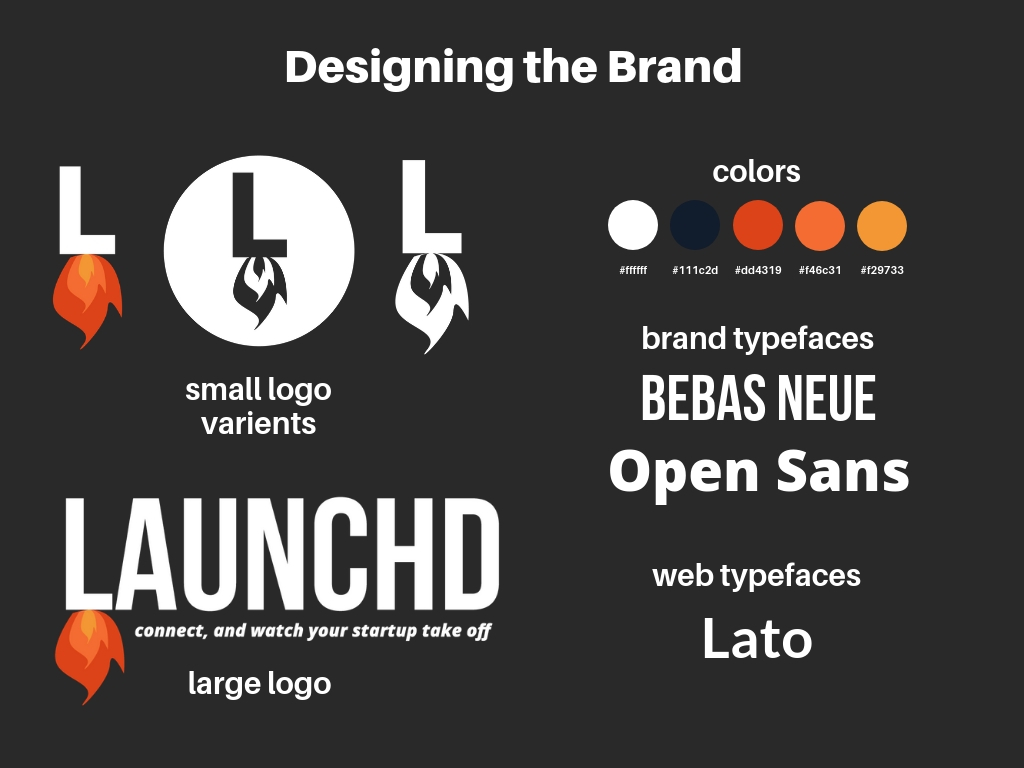 Designing the Brand
L
L
L
small logo
varients
LAUNCHD
connect, and watch your startup take off
large logo
colors
#ffffff #111c2d #dd4319 #f46c31 #f29733
brand typefaces
BEBAS NEUE
Open Sans
web typefaces
Lato